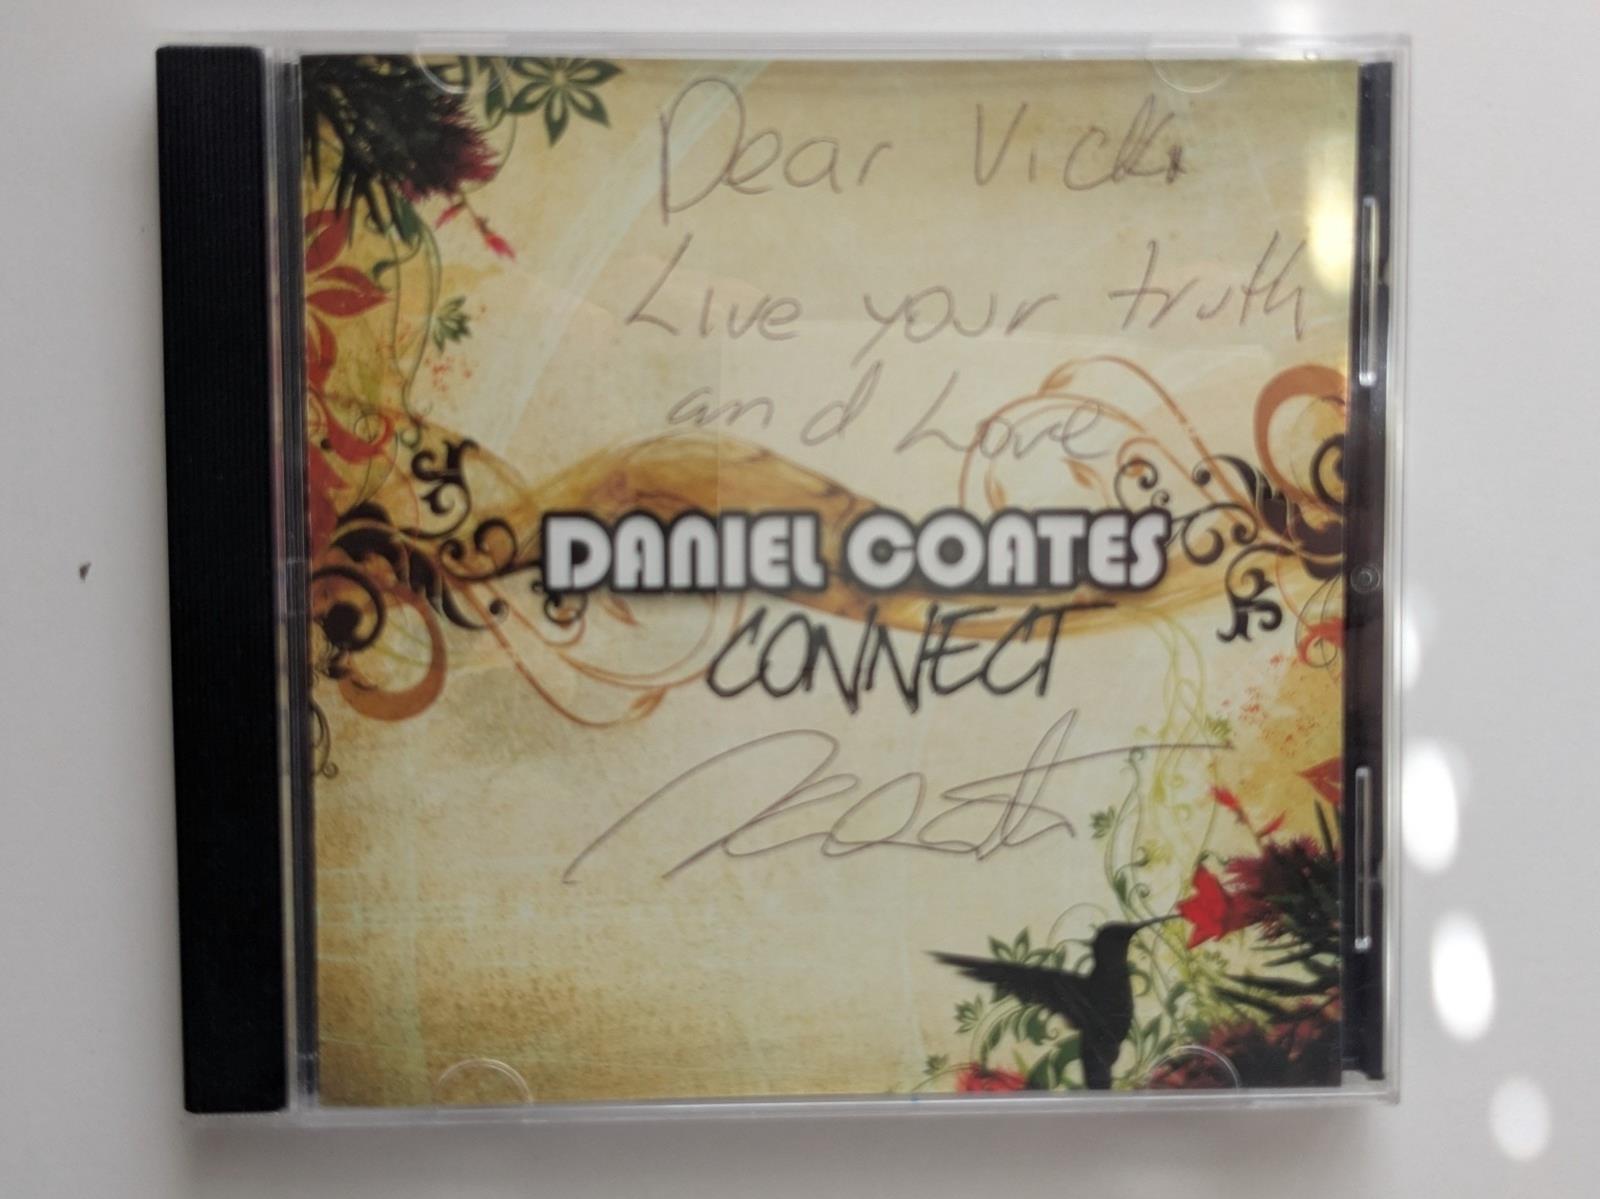 Dear Vicki
Live your truth
and Love
DANIEL COATES
CONNECT